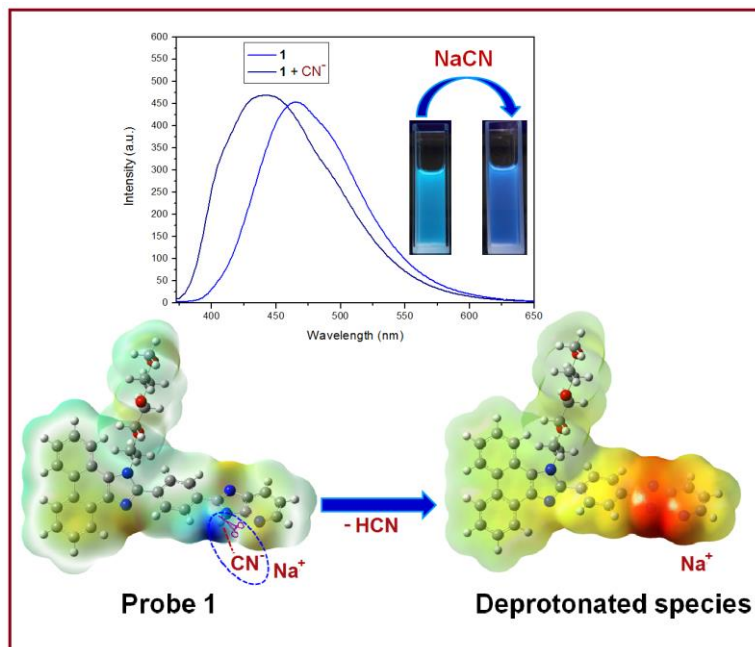 600
550
500
450
400
350
300
250
200
150
100
50
0
Intensity (a.u.)
1
1 + CN⁻
NaCN
400
450
500
550
600
650
Wavelength (nm)
CN⁻
Na⁺
- HCN
Na⁺
Probe 1
Deprotonated species